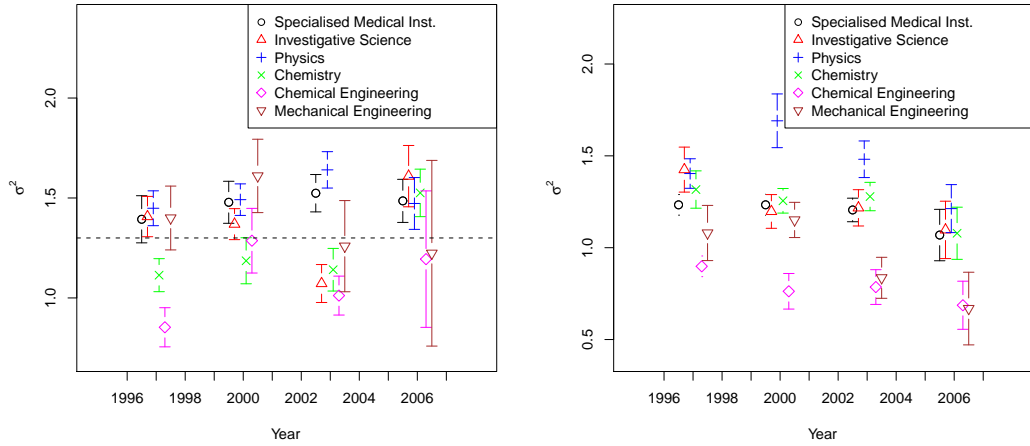 Specialised Medical Inst.
Investigative Science
Physics
Chemistry
Chemical Engineering
Mechanical Engineering
2.0
1.5
1.0
σ²
1996 1998 2000 2002 2004 2006
Year
Specialised Medical Inst.
Investigative Science
Physics
Chemistry
Chemical Engineering
Mechanical Engineering
2.0
1.5
1.0
0.5
σ²
1996 1998 2000 2002 2004 2006
Year